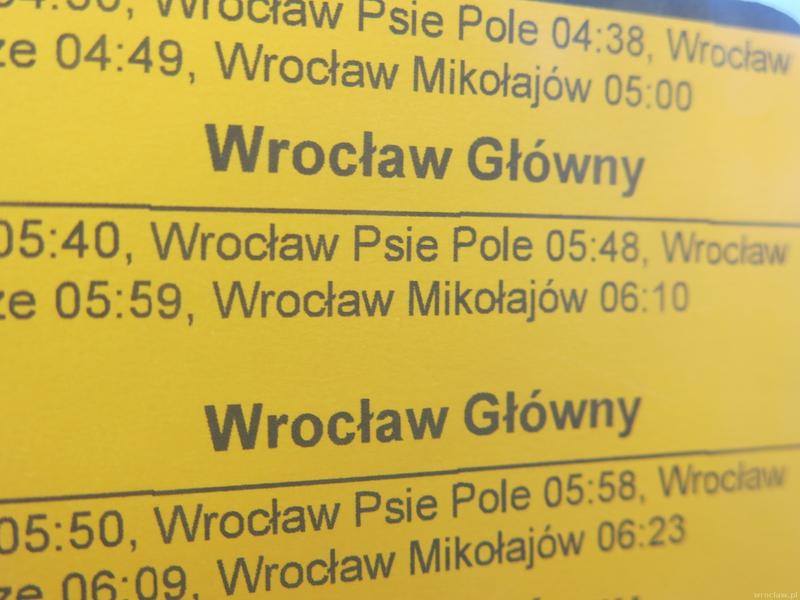 Wrocław Psie Pole 04:38, Wrocław
ze 04:49, Wrocław Mikołajów 05:00
Wrocław Główny
05:40, Wrocław Psie Pole 05:48, Wrocław
ze 05:59, Wrocław Mikołajów 06:10
Wrocław Główny
05:50, Wrocław Psie Pole 05:58, Wrocław
ze 06:09, Wrocław Mikołajów 06:23
wroclaw.pl